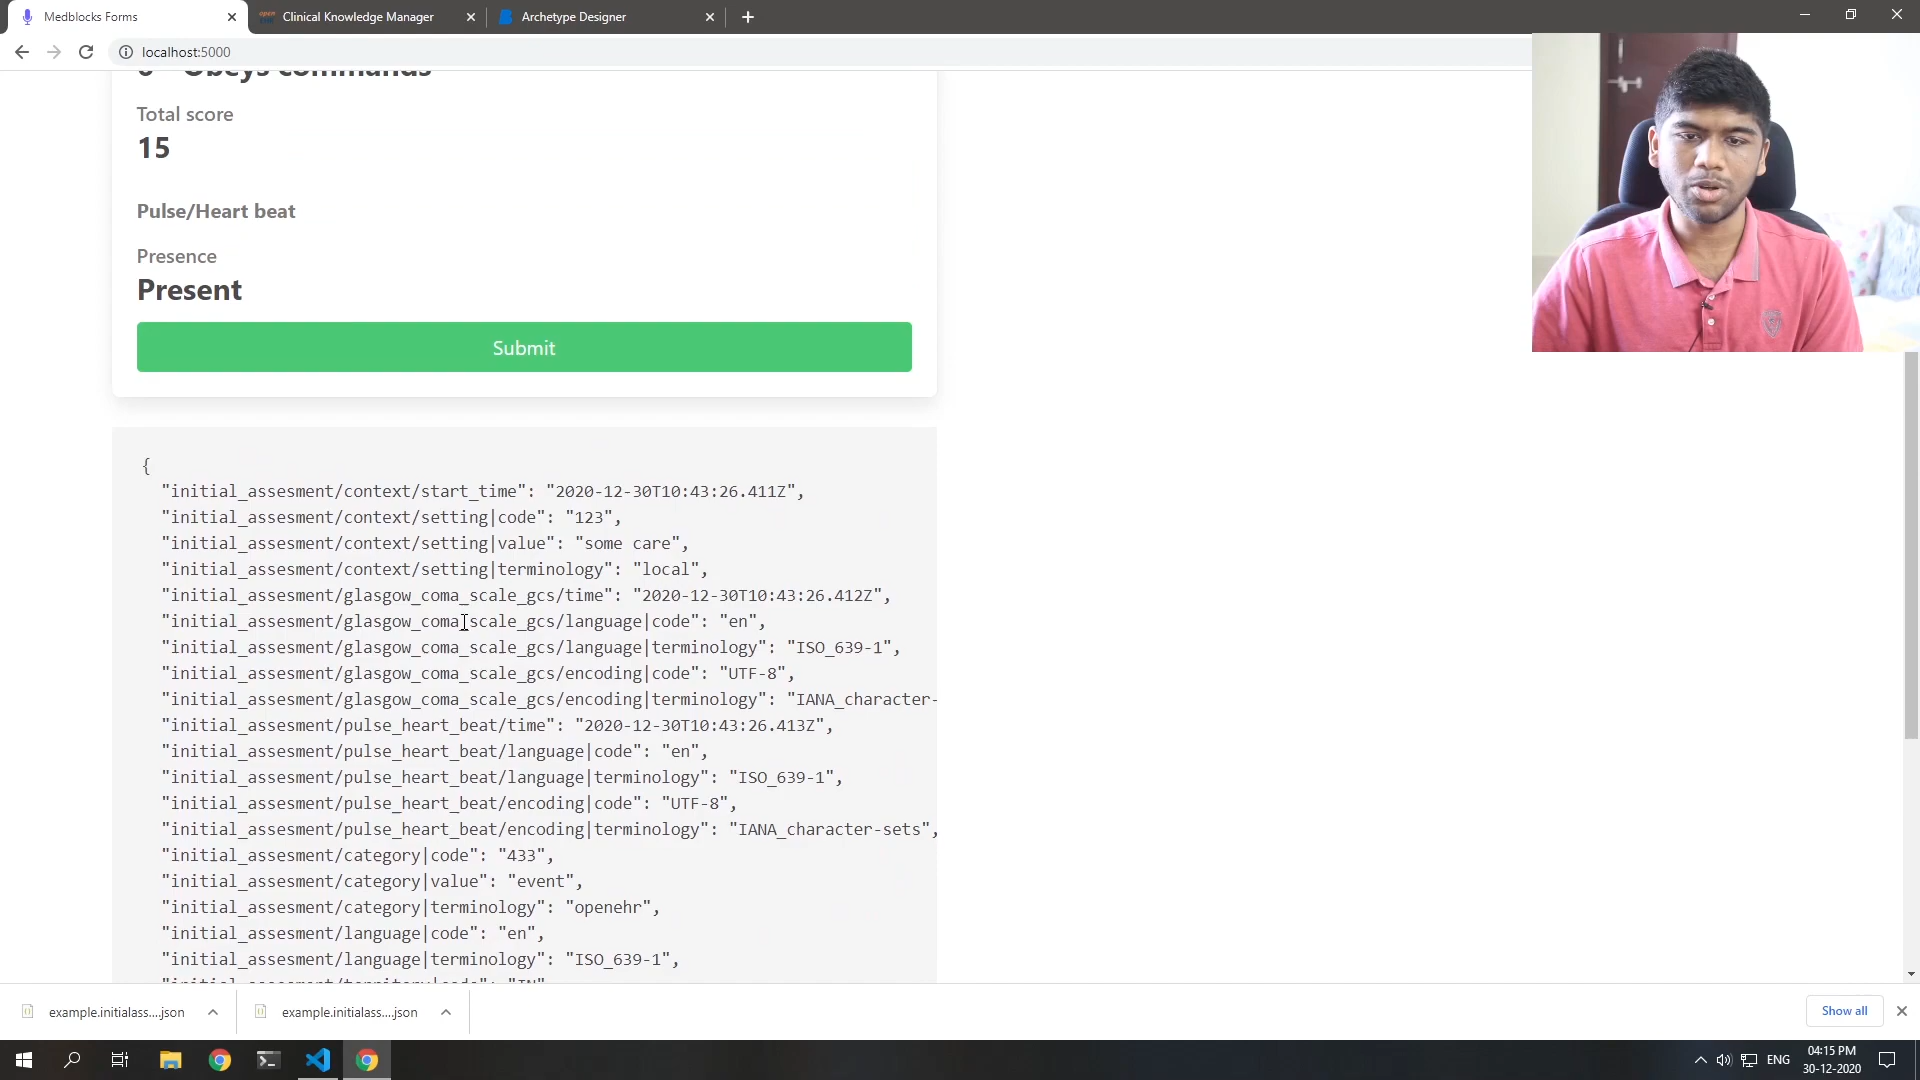 Medblocks Forms
Clinical Knowledge Manager
Archetype Designer
localhost:5000
6 - Obeys commands
Total score
15
Pulse/Heart beat
Presence
Present
Submit
{
"initial_assesment/context/start_time": "2020-12-30T10:43:26.411Z",
"initial_assesment/context/setting|code": "123",
"initial_assesment/context/setting|value": "some care",
"initial_assesment/context/setting|terminology": "local",
"initial_assesment/glasgow_coma_scale_gcs/time": "2020-12-30T10:43:26.412Z",
"initial_assesment/glasgow_coma_scale_gcs/language|code": "en",
"initial_assesment/glasgow_coma_scale_gcs/language|terminology": "ISO_639-1",
"initial_assesment/glasgow_coma_scale_gcs/encoding|code": "UTF-8",
"initial_assesment/glasgow_coma_scale_gcs/encoding|terminology": "IANA_character-
"initial_assesment/pulse_heart_beat/time": "2020-12-30T10:43:26.413Z",
"initial_assesment/pulse_heart_beat/language|code": "en",
"initial_assesment/pulse_heart_beat/language|terminology": "ISO_639-1",
"initial_assesment/pulse_heart_beat/encoding|code": "UTF-8",
"initial_assesment/pulse_heart_beat/encoding|terminology": "IANA_character-sets",
"initial_assesment/category|code": "433",
"initial_assesment/category|value": "event",
"initial_assesment/category|terminology": "openehr",
"initial_assesment/language|code": "en",
"initial_assesment/language|terminology": "ISO_639-1",
"initial_assesment/territory|code": "IN"
example.initialass....json
example.initialass....json
Show all
ENG
04:15 PM
30-12-2020